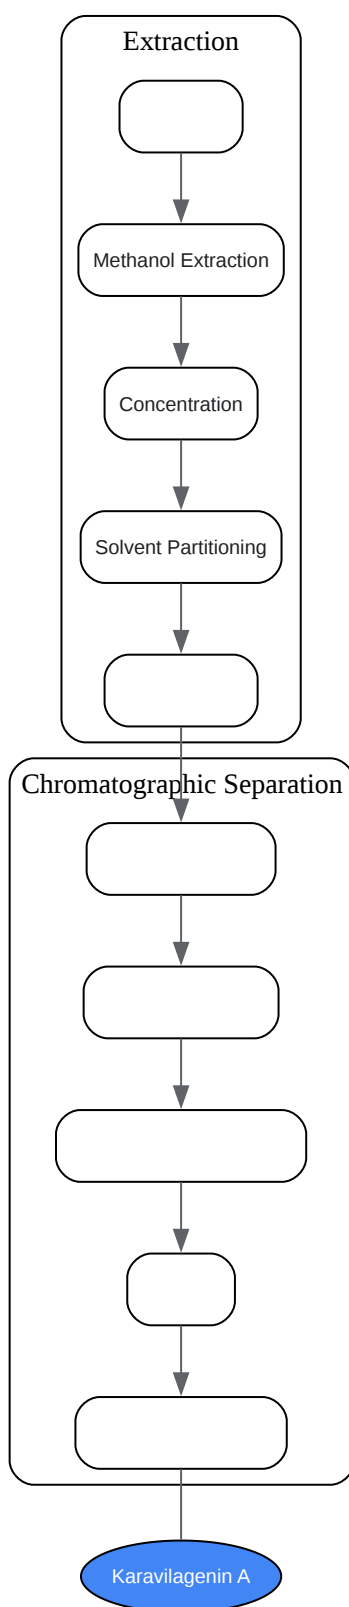 Extraction
Methanol Extraction
Concentration
Solvent Partitioning
Chromatographic Separation
Karavilagenin A